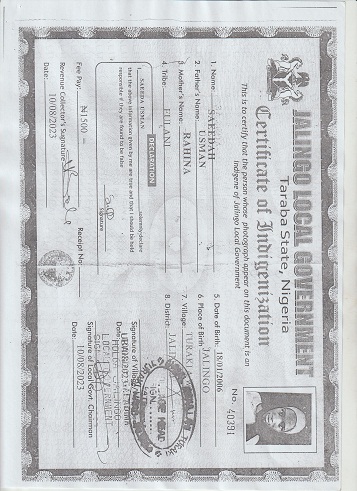 JALINGO LOCAL GOVERNMENT
Taraba State, Nigeria
Certificate of Indigenization
This is to certify that the person whose photograph appear on this document is an
indigene of Jalingo Local Government
No. 40391
1. Name: SAEEDAH
2. Father's Name: USMAN
3. Mother's Name: RAHINA
4. Tribe: FULANI
5. Date of Birth: 18/01/2006
6. Place of Birth: JALINGO
7. Village: TURAKI
8. District:
DECLARATION
I, SAEEDA USMAN solemnly declare
that the above information given by me are true and that I should be held
responsible if they are found to be false
Signature
Fee Pay: ₦1500
Receipt No:
Revenue Collector's Signature
Date: 10/08/2023
Signature of Village
Signature of Local Govt. Chairman
Date: 10/08/2023